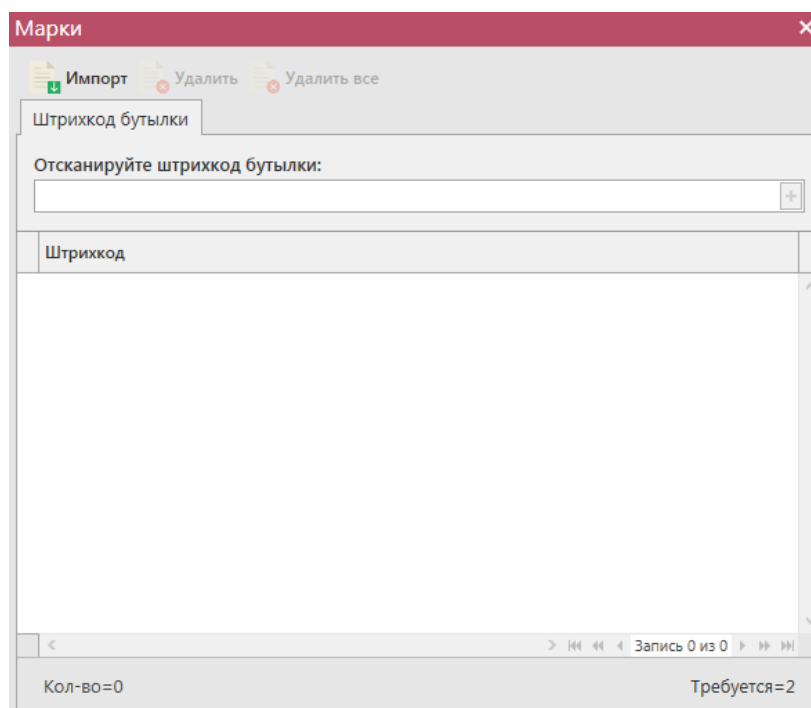 Марки
Импорт Удалить Удалить все
Штрихкод бутылки
Отсканируйте штрихкод бутылки:
Штрихкод
Запись 0 из 0
Кол-во=0 Требуется=2